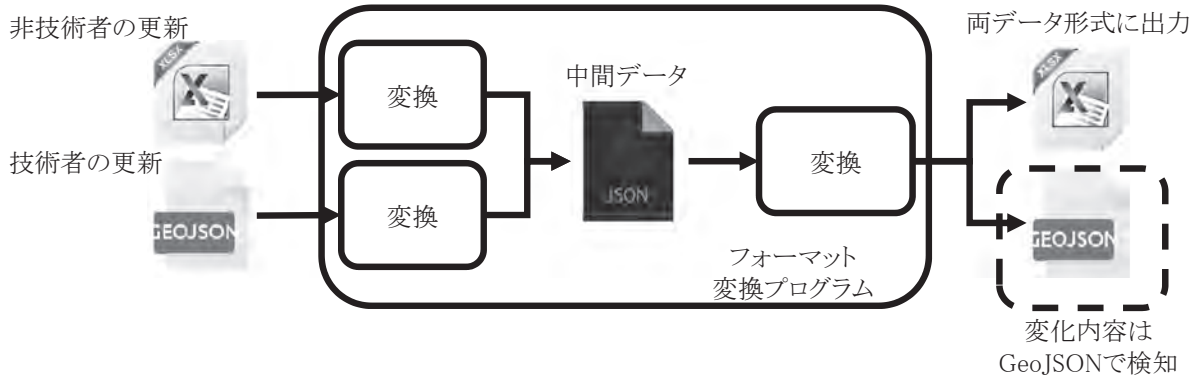 非技術者の更新
XLSX
X
変換
技術者の更新
GEOJSON
変換
中間データ
JSON
変換
フォーマット
変換プログラム
両データ形式に出力
XLSX
X
GEOJSON
変化内容は
GeoJSONで検知